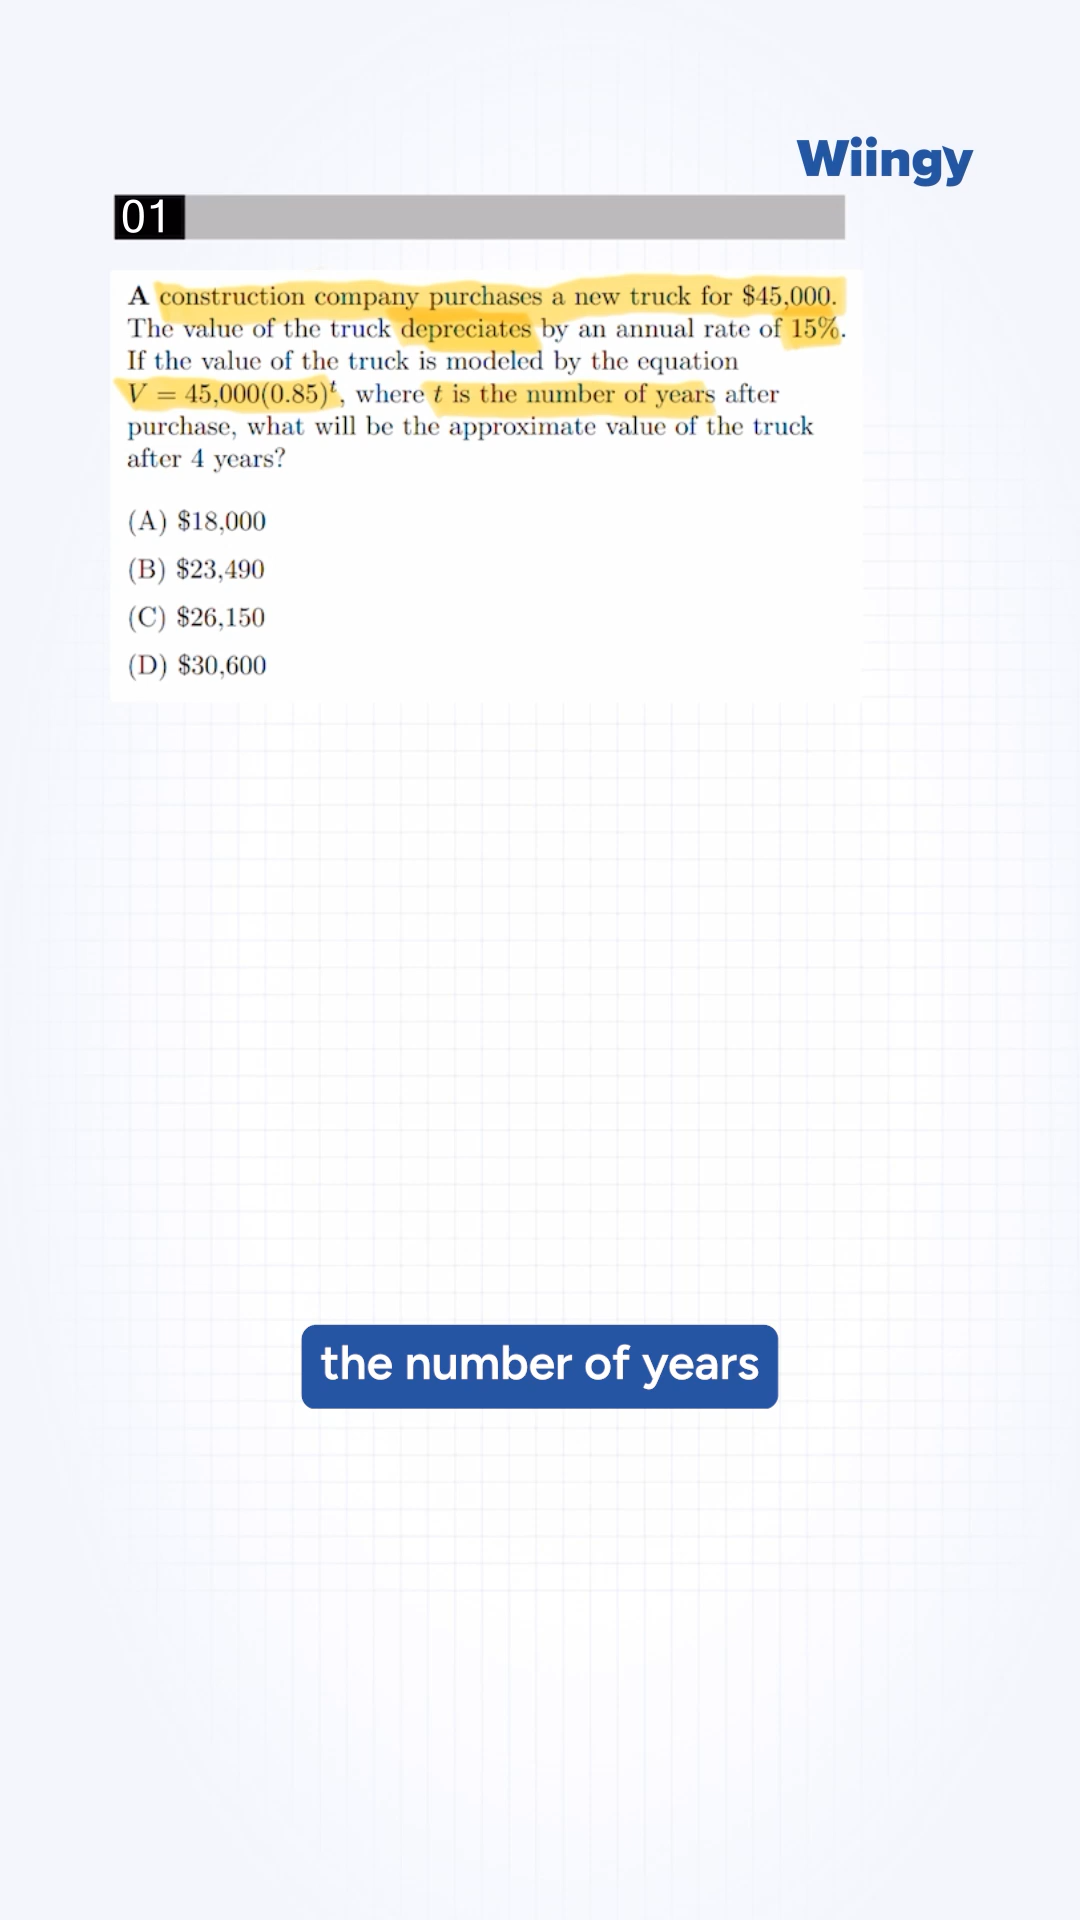 Wiingy
01
A construction company purchases a new truck for $45,000.
The value of the truck depreciates by an annual rate of 15%.
If the value of the truck is modeled by the equation
V = 45,000(0.85)^t, where t is the number of years after
purchase, what will be the approximate value of the truck
after 4 years?
(A) $18,000
(B) $23,490
(C) $26,150
(D) $30,600
the number of years